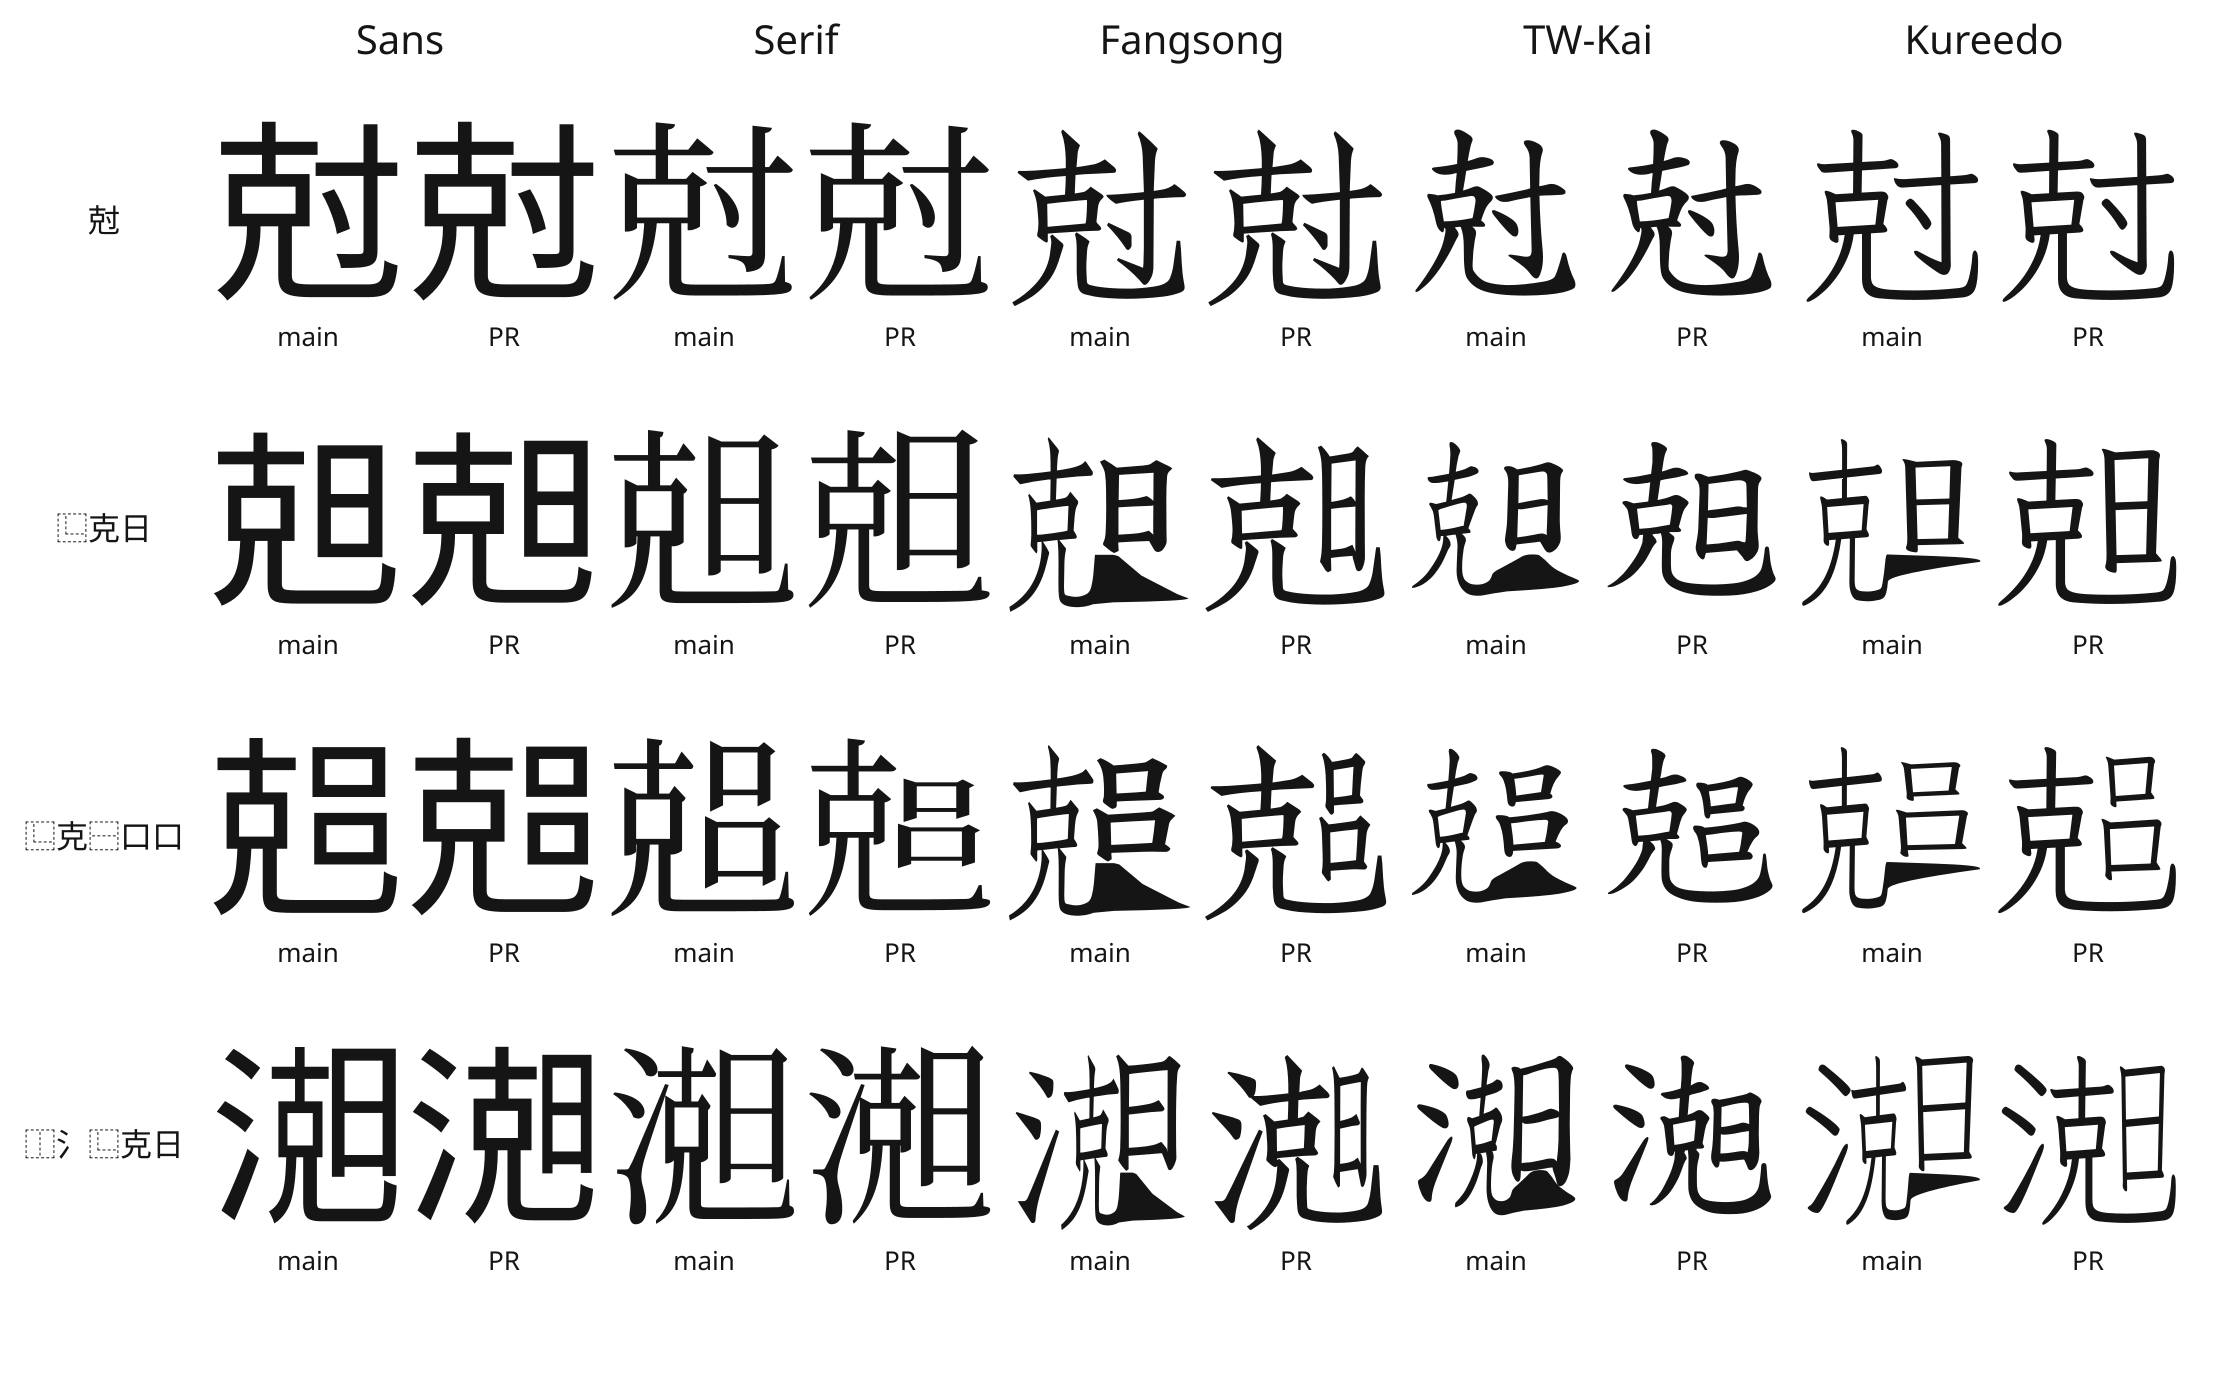 Sans Serif Fangsong TW-Kai Kureedo
尅 尅 尅 尅 尅 尅 尅 尅 尅 尅 尅
main PR main PR main PR main PR main PR
⿺克日
main PR main PR main PR main PR main PR
⿺克⿱口口
main PR main PR main PR main PR main PR
⿰氵⿺克日
main PR main PR main PR main PR main PR